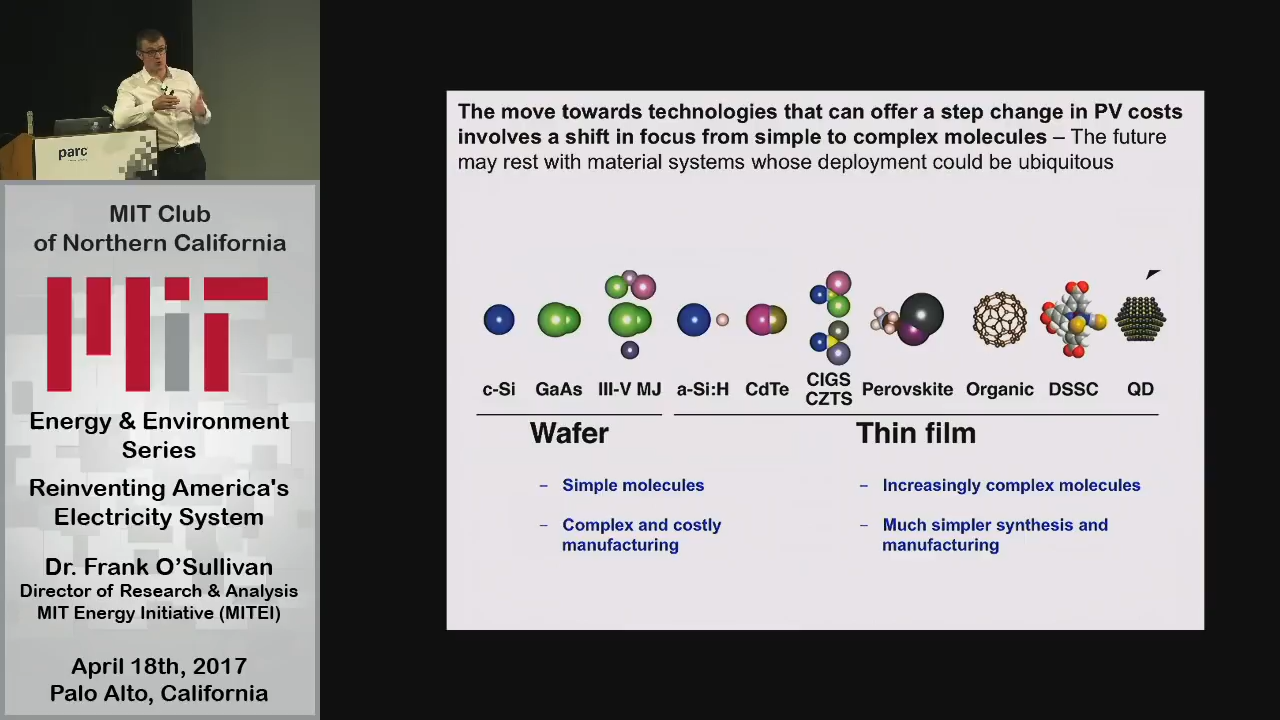 parc
MIT Club
of Northern California
MIT
Energy & Environment
Series
Reinventing America's
Electricity System
Dr. Frank O’Sullivan
Director of Research & Analysis
MIT Energy Initiative (MITEI)
April 18th, 2017
Palo Alto, California
The move towards technologies that can offer a step change in PV costs
involves a shift in focus from simple to complex molecules – The future
may rest with material systems whose deployment could be ubiquitous
c-Si GaAs III-V MJ a-Si:H CdTe CIGS CZTS Perovskite Organic DSSC QD
Wafer
– Simple molecules
– Complex and costly
manufacturing
Thin film
– Increasingly complex molecules
– Much simpler synthesis and
manufacturing